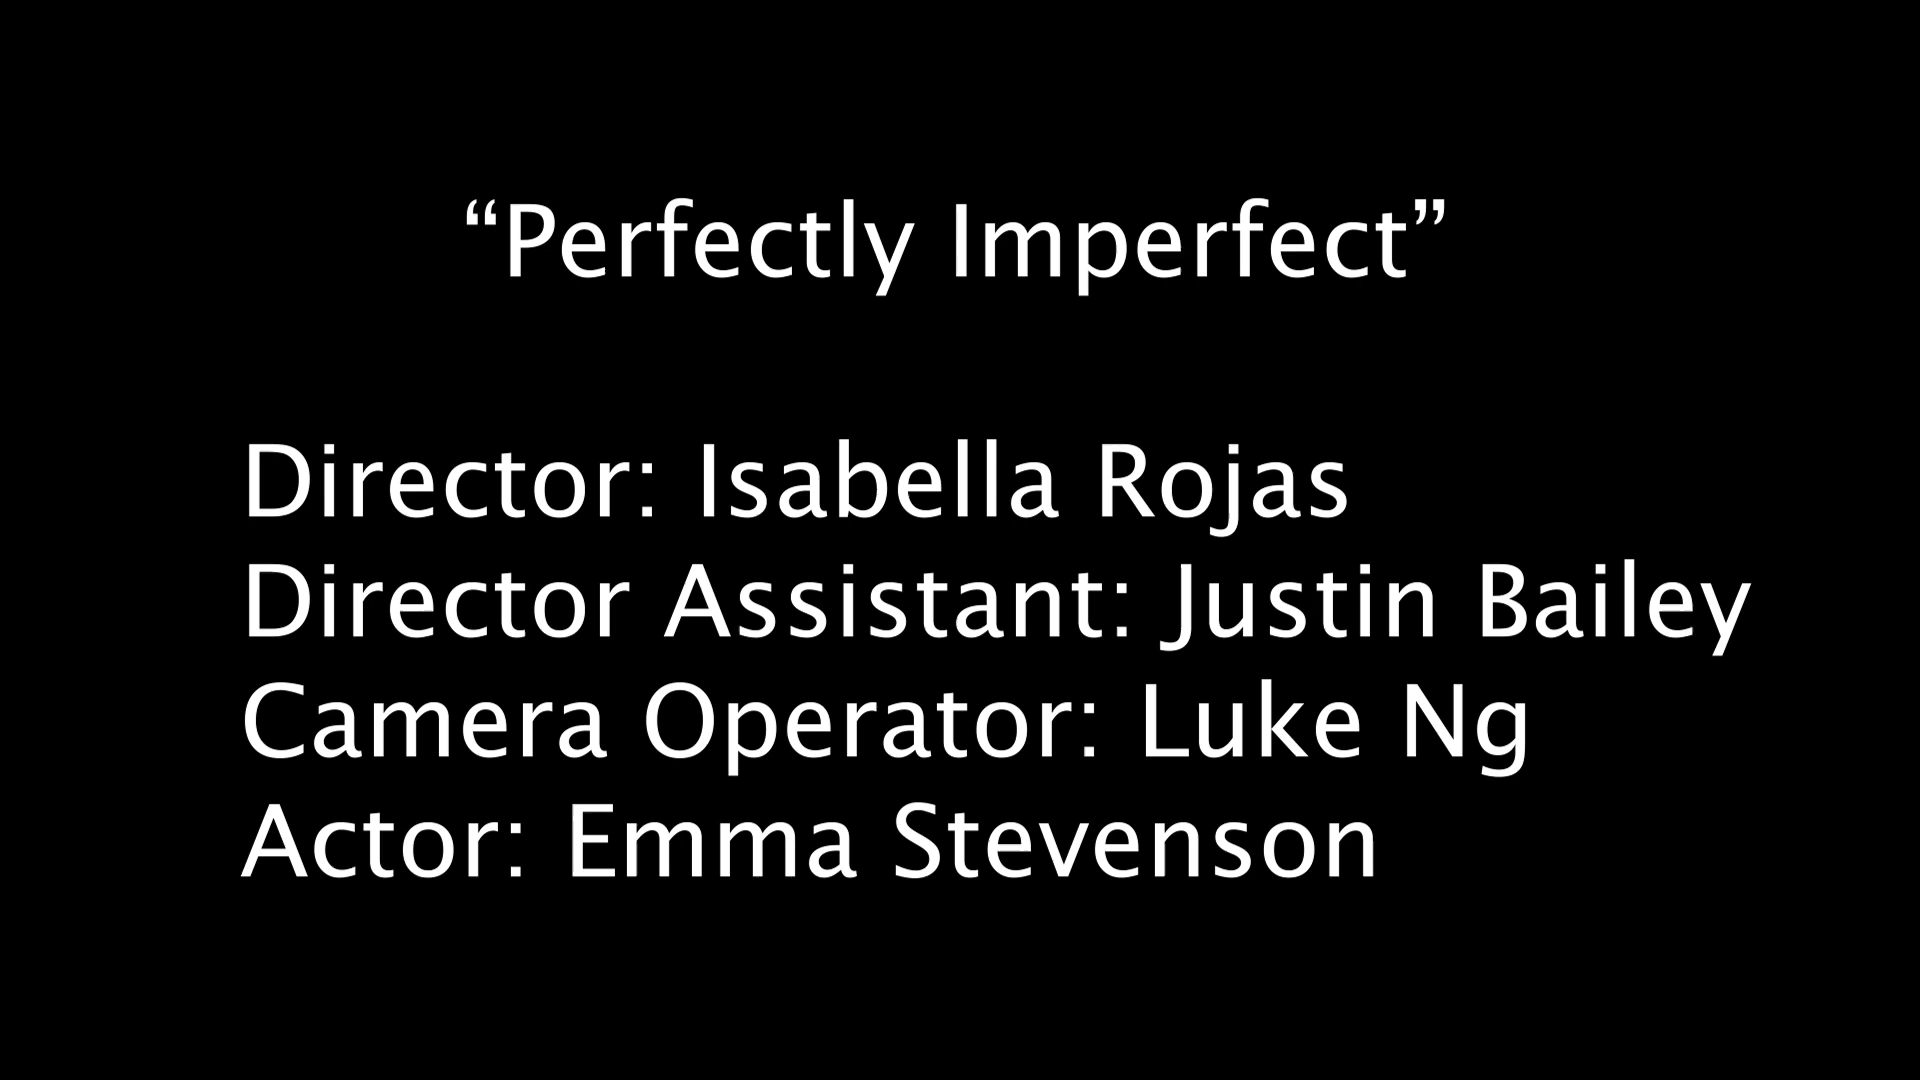 “Perfectly Imperfect”
Director: Isabella Rojas
Director Assistant: Justin Bailey
Camera Operator: Luke Ng
Actor: Emma Stevenson